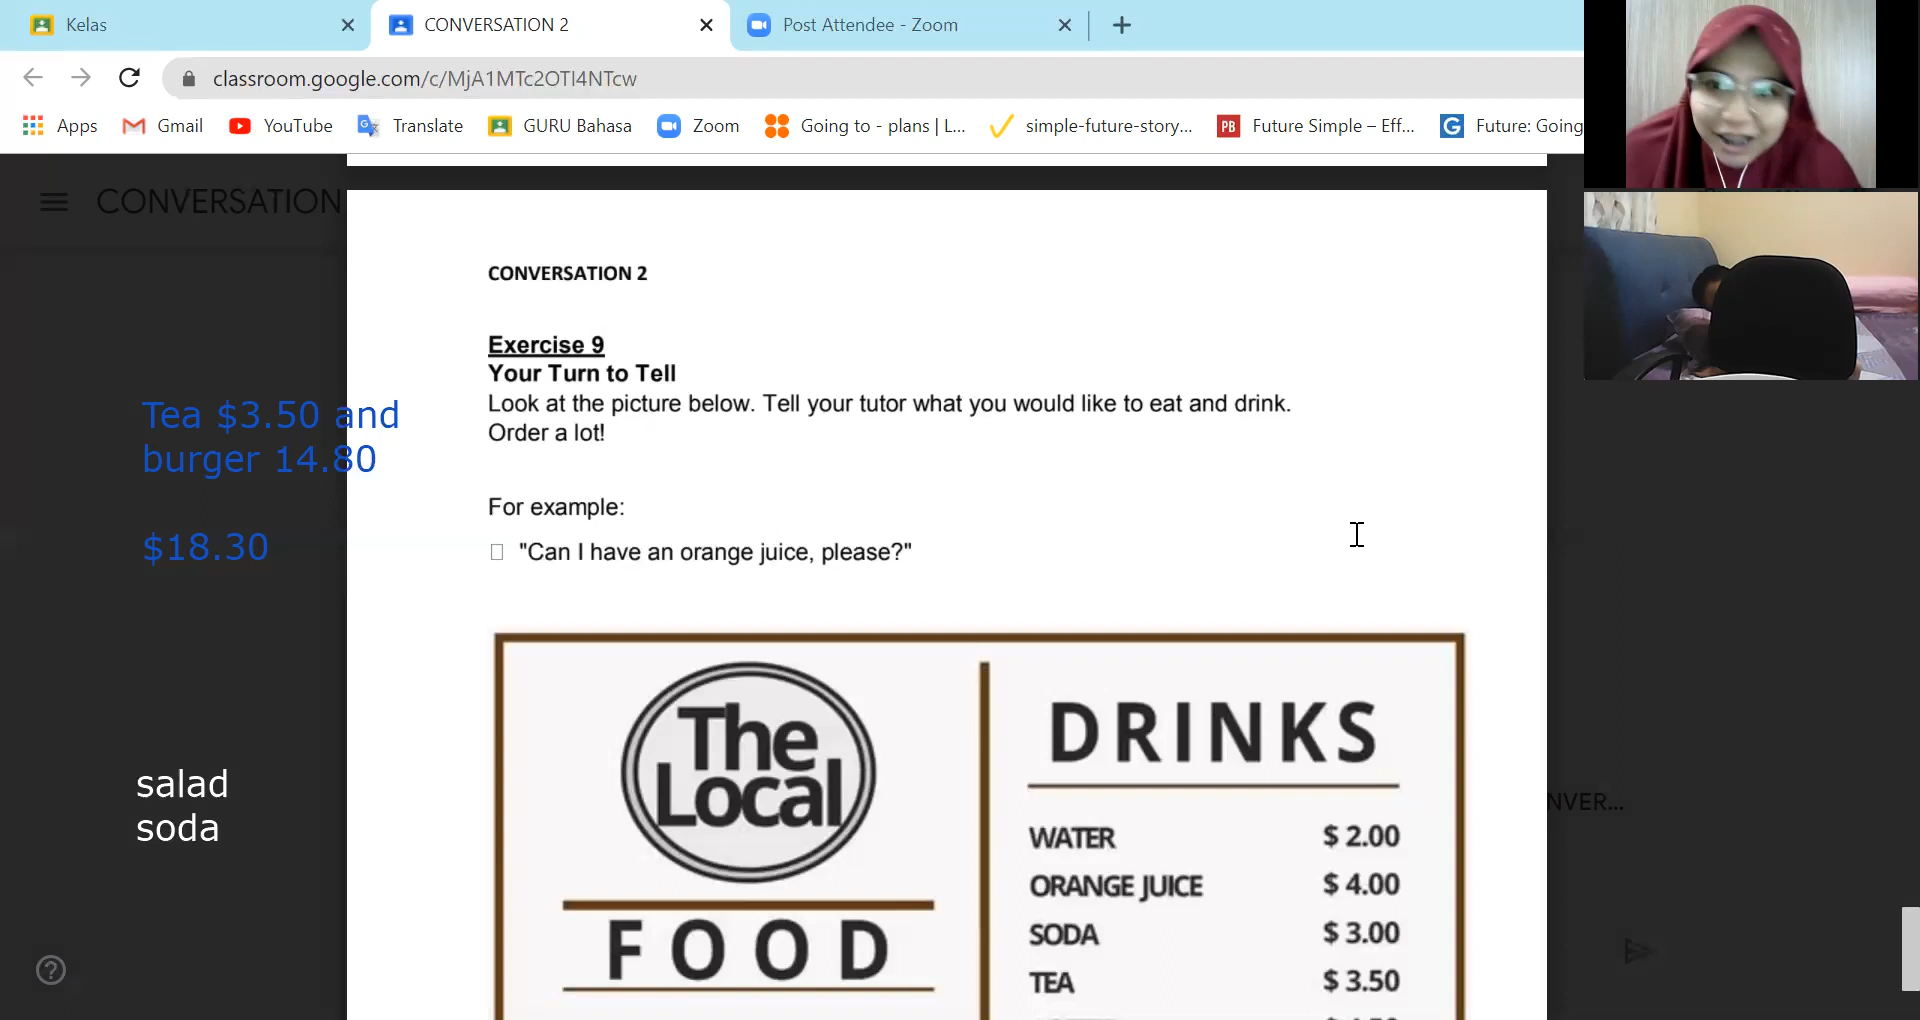 Kelas
CONVERSATION 2
Post Attendee - Zoom
classroom.google.com/c/MjA1MTc2OTI4NTcw
Apps
Gmail
YouTube
Translate
GURU Bahasa
Zoom
Going to - plans | L...
simple-future-story...
PB
Future Simple – Eff...
Future: Going
CONVERSATION
CONVERSATION 2
Exercise 9
Your Turn to Tell
Look at the picture below. Tell your tutor what you would like to eat and drink.
Order a lot!
For example:
"Can I have an orange juice, please?"
Tea $3.50 and
burger 14.80
$18.30
salad
soda
The
Local
FOOD
DRINKS
WATER $ 2.00
ORANGE JUICE $ 4.00
SODA $ 3.00
TEA $ 3.50
NVER...